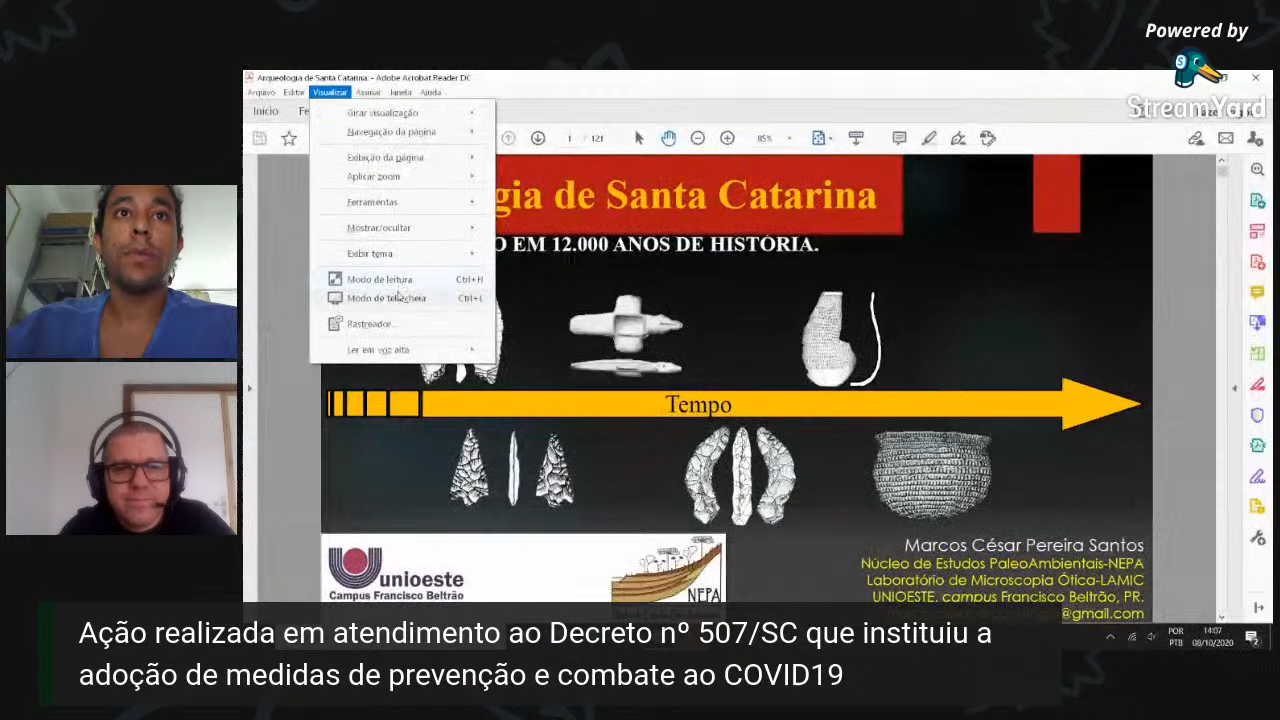 Powered by
StreamYard
Arqueologia de Santa Catarina: - Adobe Acrobat Reader DC
Arquivo Editar Visualizar Assinar Janela Ajuda
Início Fe
Girar visualização
Navegação da página
1 / 121
85%
Exibição da página
Aplicar zoom
Ferramentas
Mostrar/ocultar
Exibir tema
Modo de leitura Ctrl+H
Modo de tela cheia Ctrl+L
Rastreador...
Ler em voz alta
gia de Santa Catarina
O EM 12.000 ANOS DE HISTÓRIA.
Tempo
unioeste
Campus Francisco Beltrão
NEPA
Marcos César Pereira Santos
Núcleo de Estudos PaleoAmbientais-NEPA
Laboratório de Microscopia Ótica-LAMIC
UNIOESTE. campus Francisco Beltrão, PR.
@gmail.com
POR
PTB
14:07
08/10/2020
2
Ação realizada em atendimento ao Decreto nº 507/SC que instituiu a
adoção de medidas de prevenção e combate ao COVID19